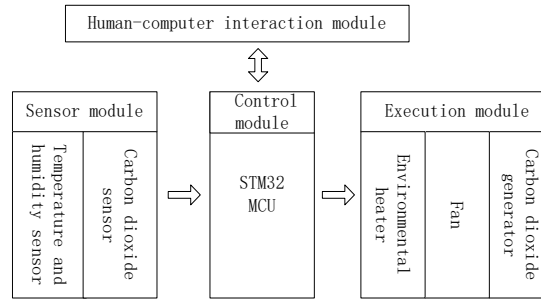 Human-computer interaction module
Sensor module
Temperature and
humidity sensor
Carbon dioxide
sensor
Control
module
STM32
MCU
Execution module
Environmental
heater
Fan
Carbon dioxide
generator